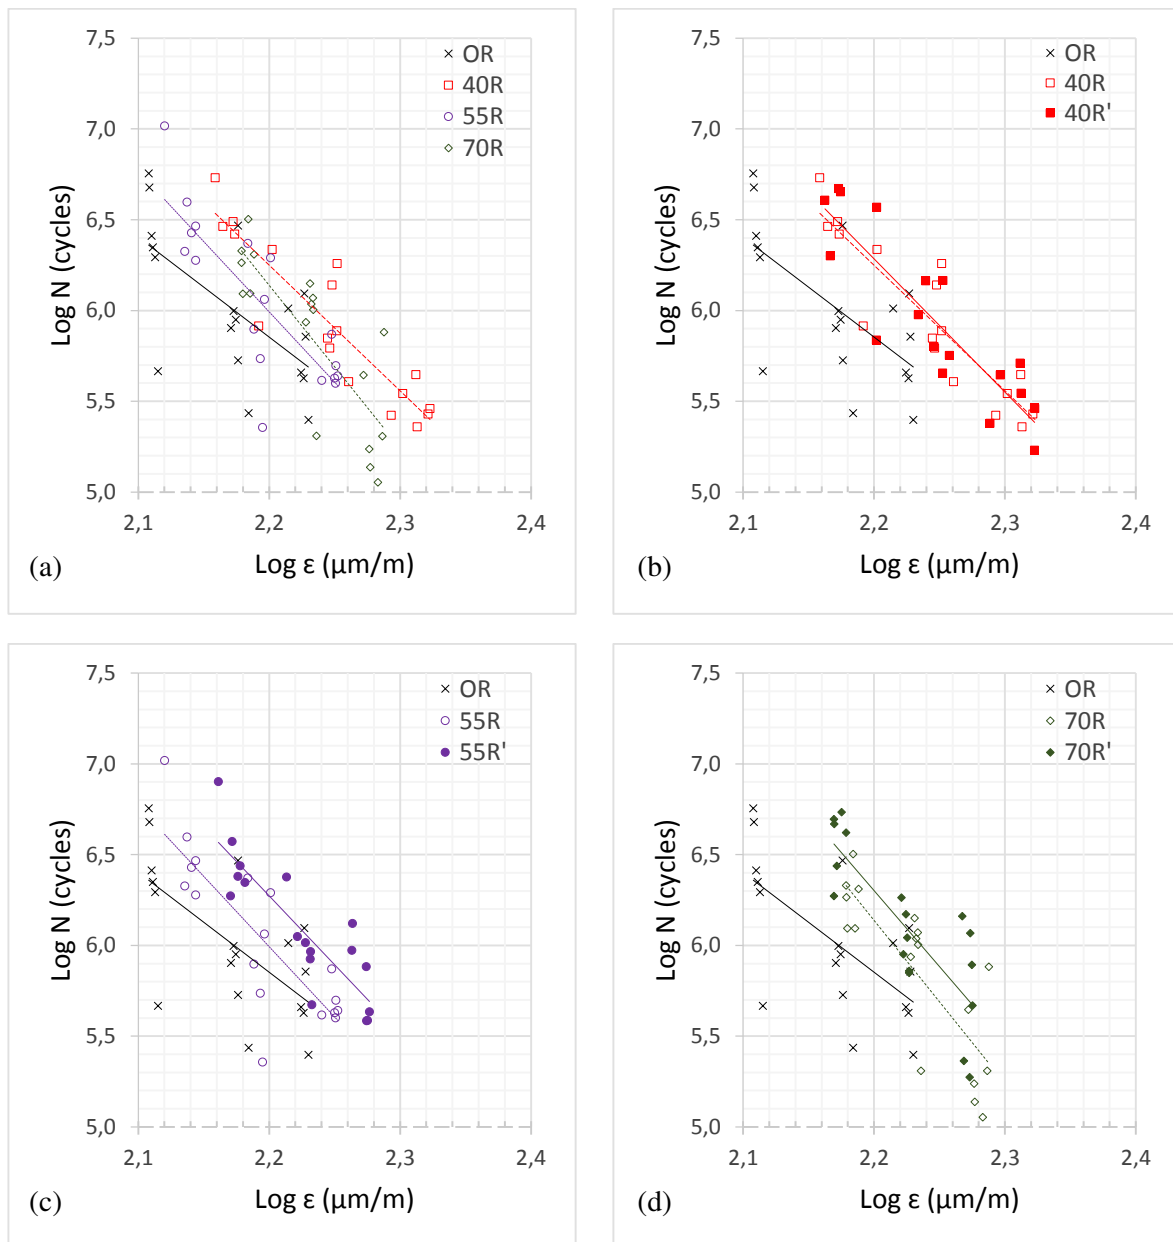 7,5
OR
40R
55R
70R
7,0
6,5
6,0
5,5
5,0
2,1 2,2 2,3 2,4
Log N (cycles)
Log ε (µm/m)
(a)
7,5
OR
40R
40R'
7,0
6,5
6,0
5,5
5,0
2,1 2,2 2,3 2,4
Log N (cycles)
Log ε (µm/m)
(b)
7,5
OR
55R
55R'
7,0
6,5
6,0
5,5
5,0
2,1 2,2 2,3 2,4
Log N (cycles)
Log ε (µm/m)
(c)
7,5
OR
70R
70R'
7,0
6,5
6,0
5,5
5,0
2,1 2,2 2,3 2,4
Log N (cycles)
Log ε (µm/m)
(d)